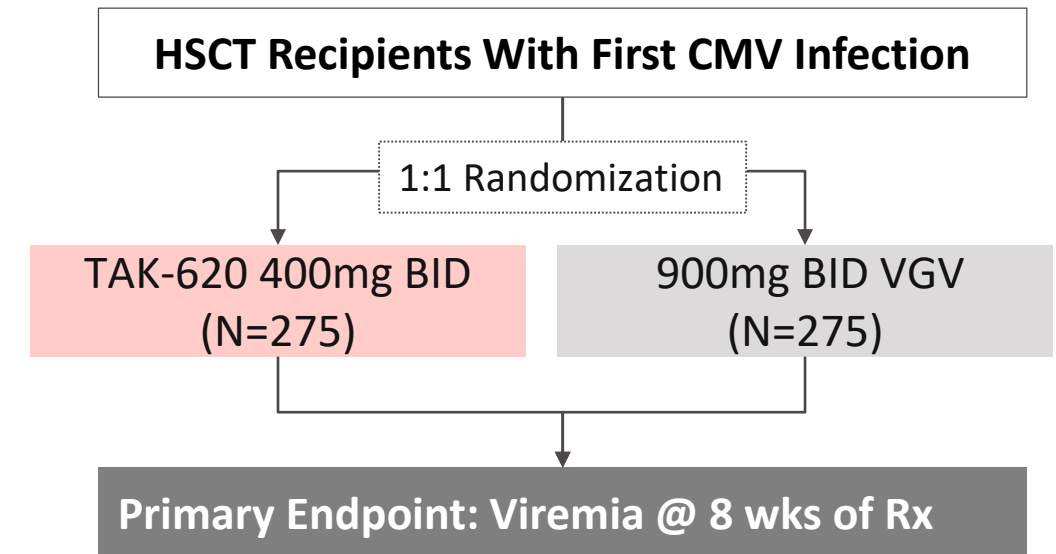 HSCT Recipients With First CMV Infection
1:1 Randomization
TAK-620 400mg BID
(N=275)
900mg BID VGV
(N=275)
Primary Endpoint: Viremia @ 8 wks of Rx